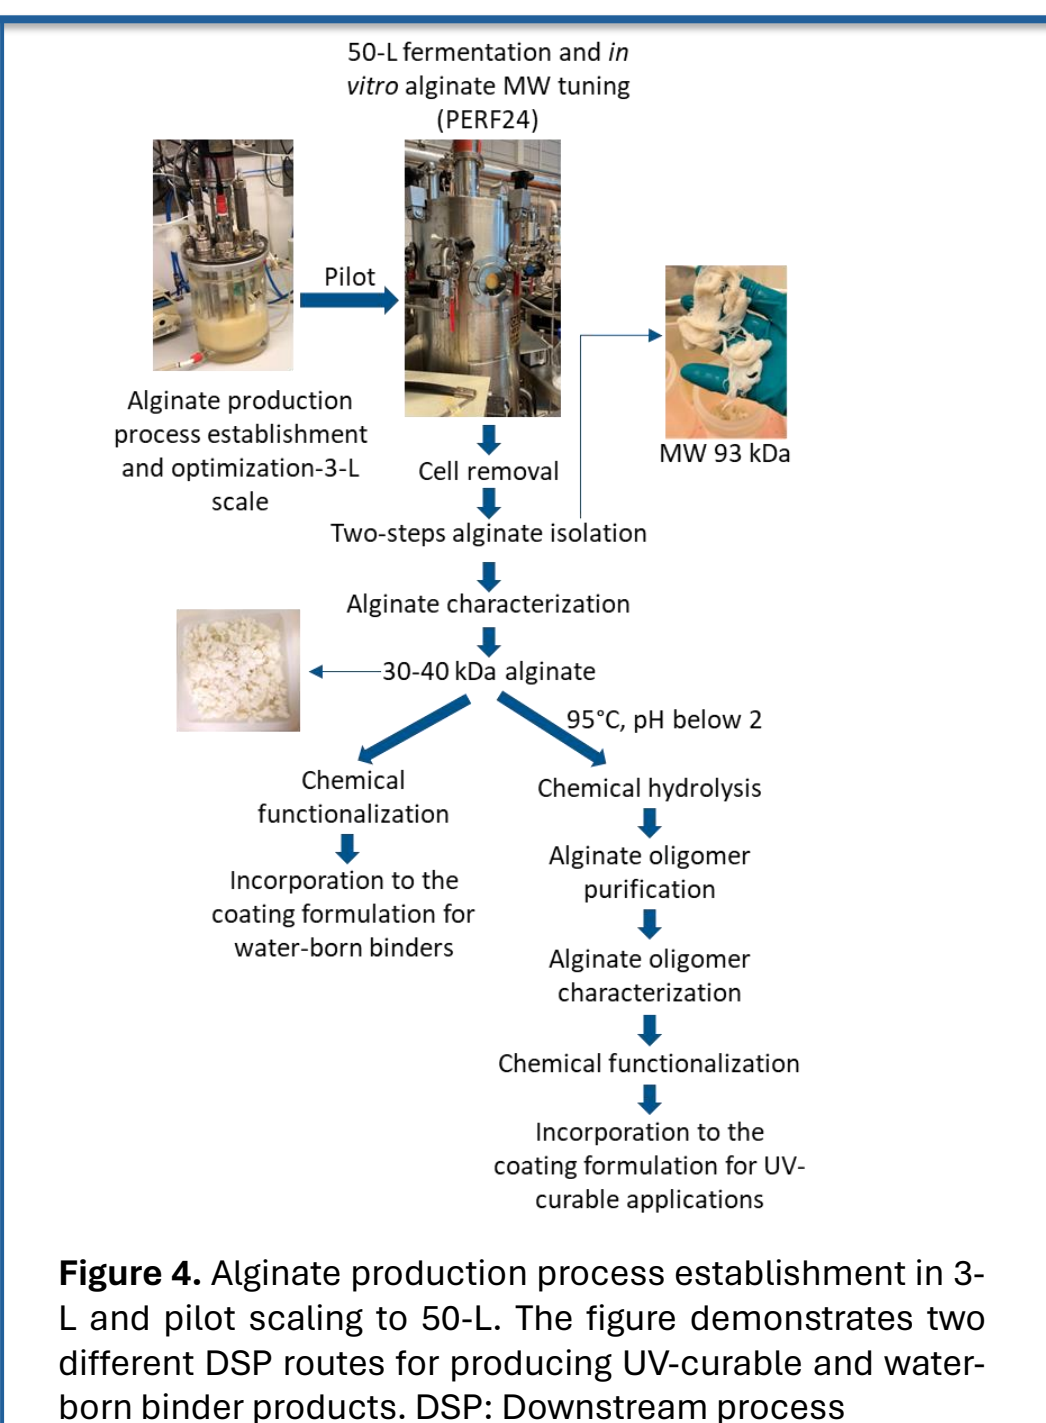 50-L fermentation and in
vitro alginate MW tuning
(PERF24)
Pilot
Alginate production
process establishment
and optimization-3-L
scale
Cell removal
MW 93 kDa
Two-steps alginate isolation
Alginate characterization
30-40 kDa alginate
95°C, pH below 2
Chemical
functionalization
Incorporation to the
coating formulation for
water-born binders
Chemical hydrolysis
Alginate oligomer
purification
Alginate oligomer
characterization
Chemical functionalization
Incorporation to the
coating formulation for UV-
curable applications
Figure 4. Alginate production process establishment in 3-
L and pilot scaling to 50-L. The figure demonstrates two
different DSP routes for producing UV-curable and water-
born binder products. DSP: Downstream process